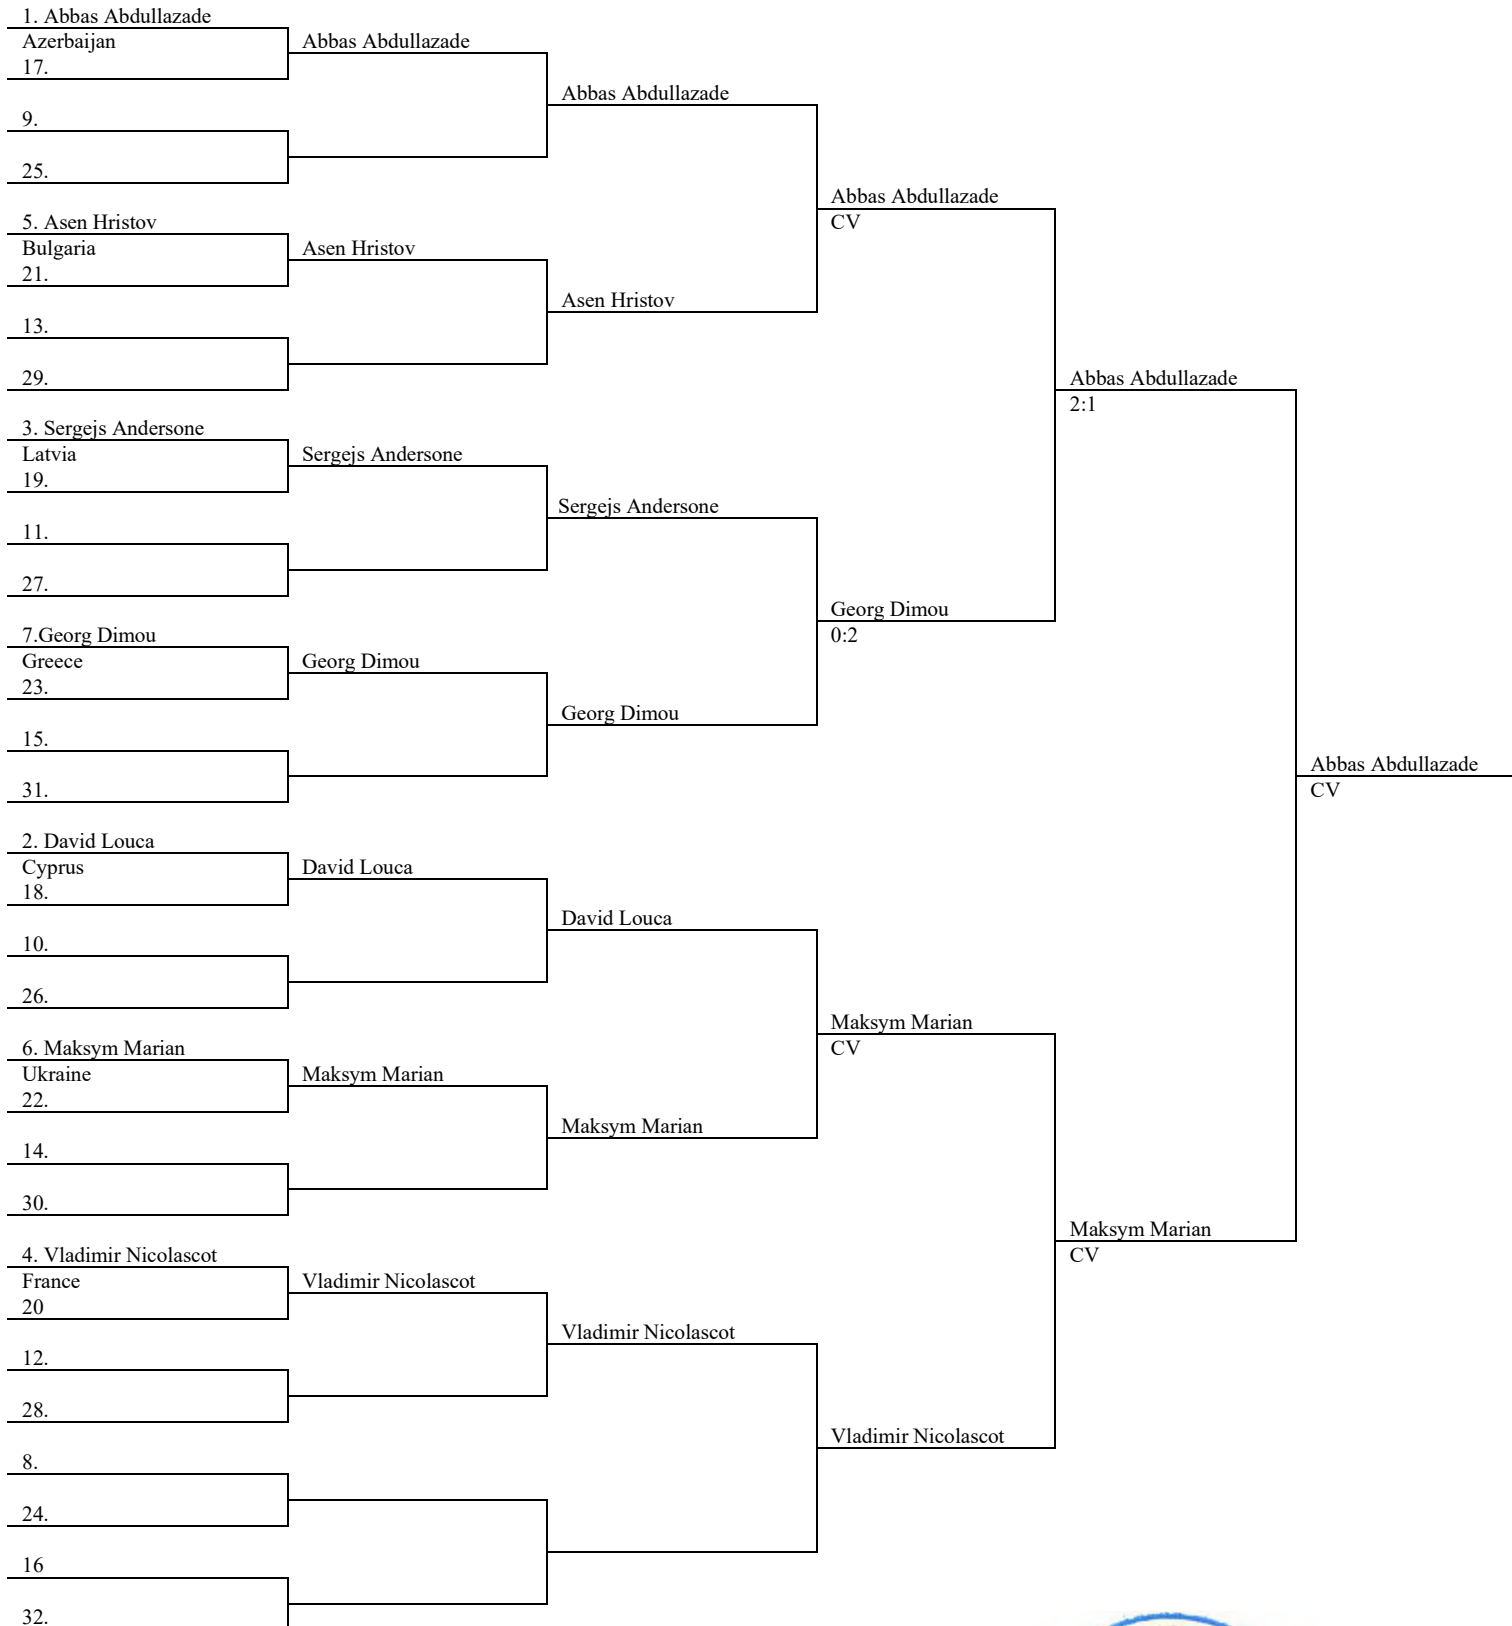 1. Abbas Abdullazade
Azerbaijan
17.
9.
25.
5. Asen Hristov
Bulgaria
21.
13.
29.
3. Sergejs Andersone
Latvia
19.
11.
27.
7.Georg Dimou
Greece
23.
15.
31.
2. David Louca
Cyprus
18.
10.
26.
6. Maksym Marian
Ukraine
22.
14.
30.
4. Vladimir Nicolascot
France
20
12.
28.
8.
24.
16
32.
Abbas Abdullazade
Asen Hristov
Sergejs Andersone
Georg Dimou
David Louca
Maksym Marian
Vladimir Nicolascot
Abbas Abdullazade
Asen Hristov
Sergejs Andersone
Georg Dimou
David Louca
Maksym Marian
Vladimir Nicolascot
Abbas Abdullazade
CV
Georg Dimou
0:2
Maksym Marian
CV
Vladimir Nicolascot
Abbas Abdullazade
2:1
Maksym Marian
CV
Abbas Abdullazade
CV